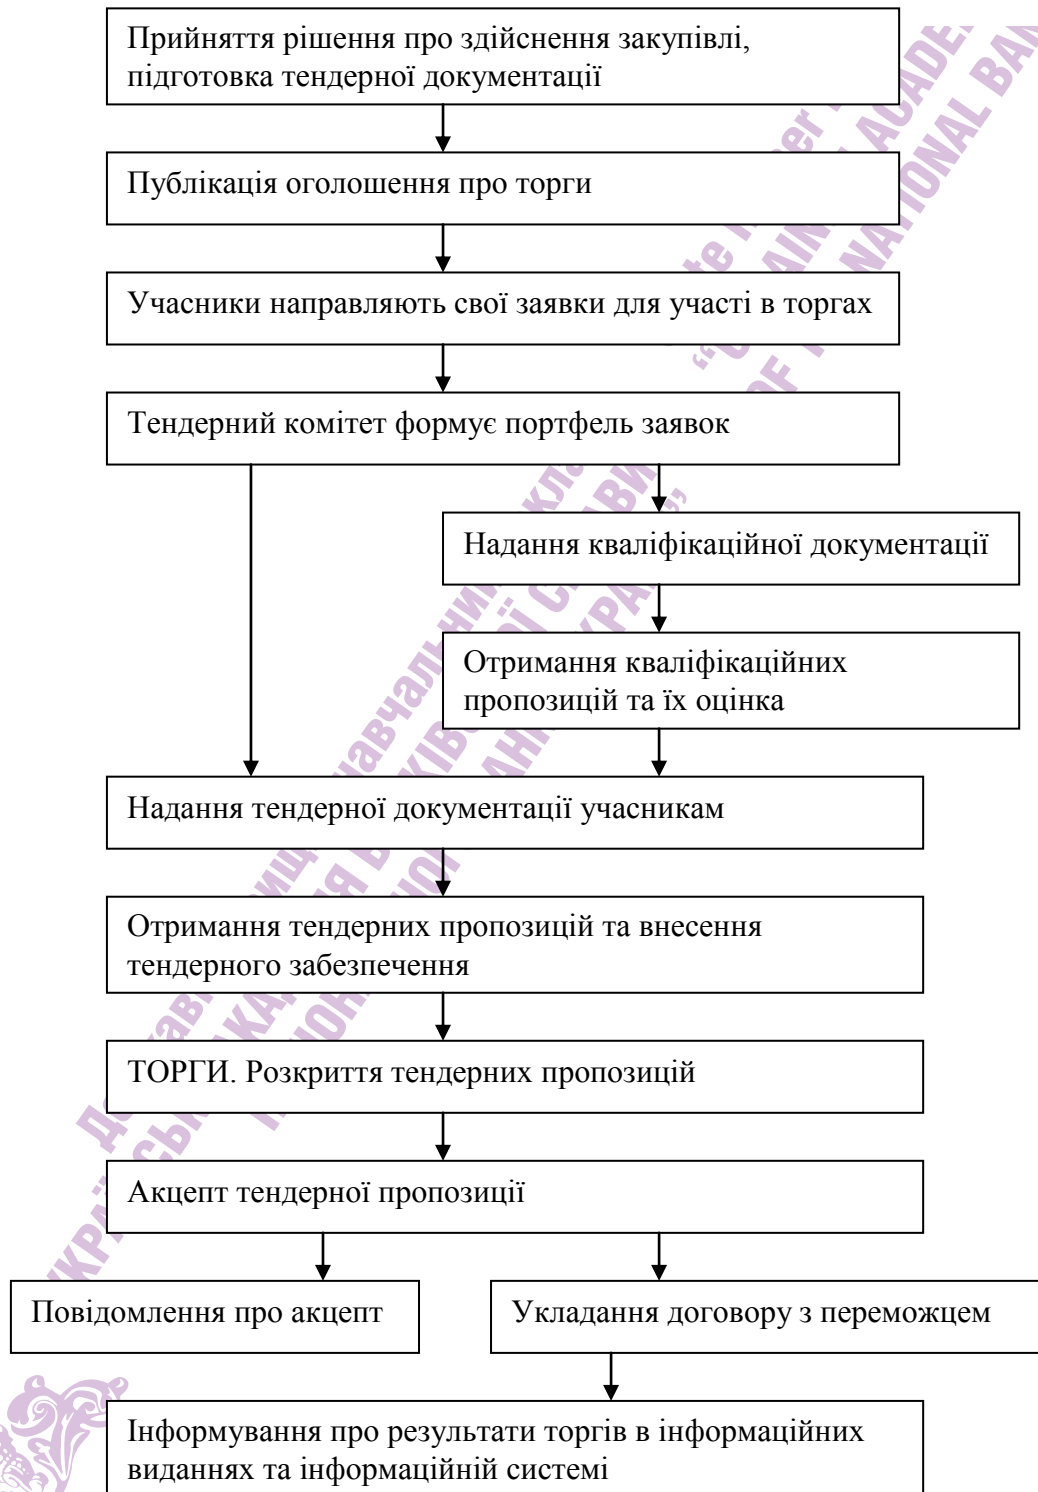 Прийняття рішення про здійснення закупівлі,
підготовка тендерної документації
Публікація оголошення про торги
Учасники направляють свої заявки для участі в торгах
Тендерний комітет формує портфель заявок
Надання кваліфікаційної документації
Отримання кваліфікаційних
пропозицій та їх оцінка
Надання тендерної документації учасникам
Отримання тендерних пропозицій та внесення
тендерного забезпечення
ТОРГИ. Розкриття тендерних пропозицій
Акцепт тендерної пропозиції
Повідомлення про акцепт
Укладання договору з переможцем
Інформування про результати торгів в інформаційних
виданнях та інформаційній системі